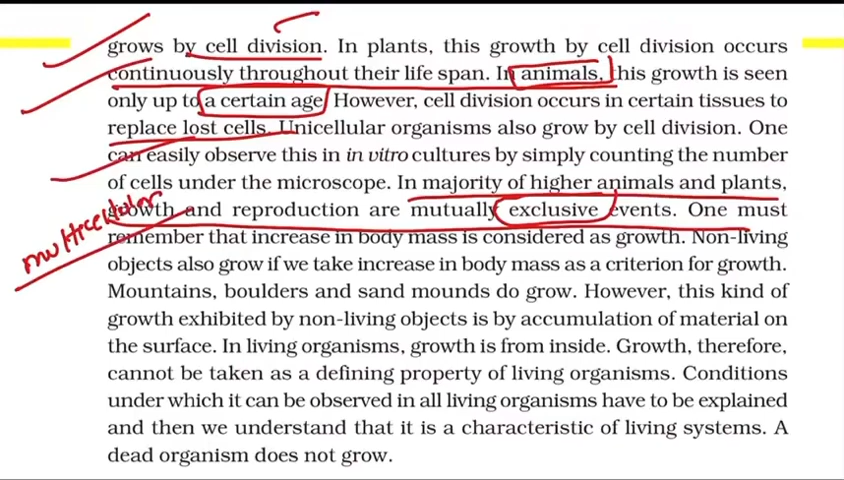 grows by cell division. In plants, this growth by cell division occurs
continuously throughout their life span. In animals, this growth is seen
only up to a certain age. However, cell division occurs in certain tissues to
replace lost cells. Unicellular organisms also grow by cell division. One
can easily observe this in in vitro cultures by simply counting the number
of cells under the microscope. In majority of higher animals and plants,
growth and reproduction are mutually exclusive events. One must
multicellular
remember that increase in body mass is considered as growth. Non-living
objects also grow if we take increase in body mass as a criterion for growth.
Mountains, boulders and sand mounds do grow. However, this kind of
growth exhibited by non-living objects is by accumulation of material on
the surface. In living organisms, growth is from inside. Growth, therefore,
cannot be taken as a defining property of living organisms. Conditions
under which it can be observed in all living organisms have to be explained
and then we understand that it is a characteristic of living systems. A
dead organism does not grow.